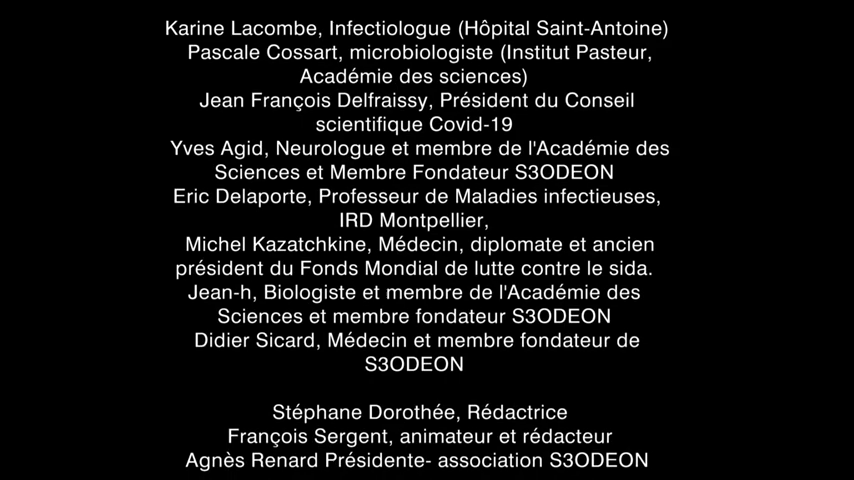 Karine Lacombe, Infectiologue (Hôpital Saint-Antoine)
Pascale Cossart, microbiologiste (Institut Pasteur,
Académie des sciences)
Jean François Delfraissy, Président du Conseil
scientifique Covid-19
Yves Agid, Neurologue et membre de l'Académie des
Sciences et Membre Fondateur S3ODEON
Eric Delaporte, Professeur de Maladies infectieuses,
IRD Montpellier,
Michel Kazatchkine, Médecin, diplomate et ancien
président du Fonds Mondial de lutte contre le sida.
Jean-h, Biologiste et membre de l'Académie des
Sciences et membre fondateur S3ODEON
Didier Sicard, Médecin et membre fondateur de
S3ODEON
Stéphane Dorothée, Rédactrice
François Sergent, animateur et rédacteur
Agnès Renard Présidente- association S3ODEON